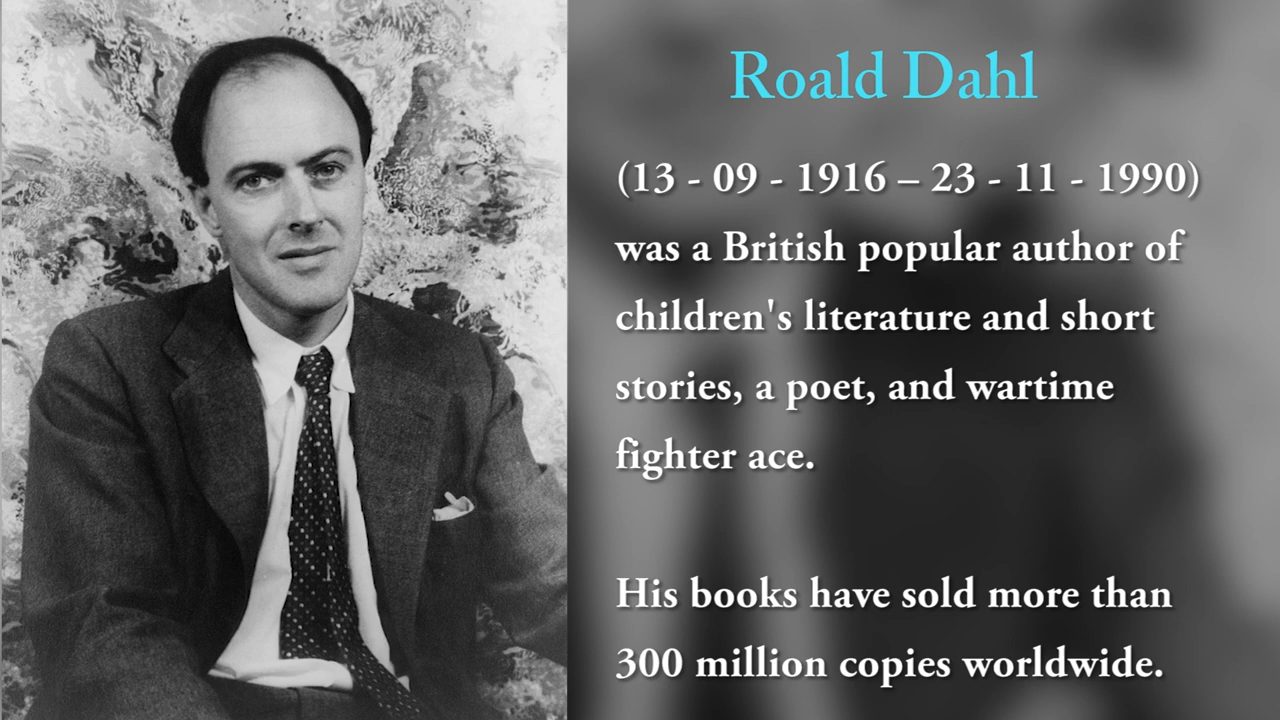 Roald Dahl
(13 - 09 - 1916 – 23 - 11 - 1990)
was a British popular author of
children's literature and short
stories, a poet, and wartime
fighter ace.
His books have sold more than
300 million copies worldwide.